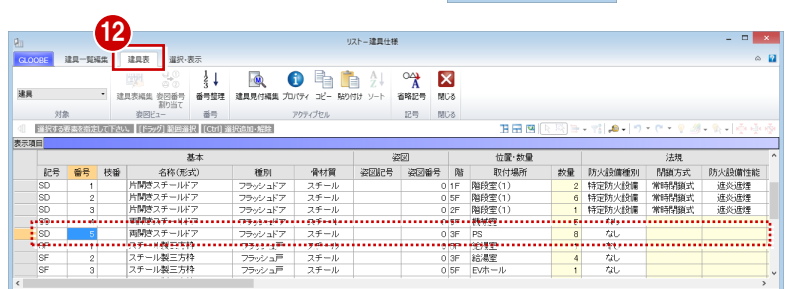 12
リスト－建具仕様
GLOOBE 建具一覧編集 建具表 選択・表示
建具
建具表編集 姿図番号割り当て 番号整理 建具見付編集 プロパティ コピー 貼り付け ソート 省略記号 閉じる
対象 姿図ビュー 番号 アクティブセル 記号 閉じる
選択する要素を指定して下さい。 [ドラッグ] 範囲選択 [Ctrl] 選択追加・解除
表示項目
基本 姿図 位置・数量 法規
記号 番号 枝番 名称(形式) 種別 骨材質 姿図記号 姿図番号 階 取付場所 数量 防火設備種別 閉鎖方式 防火設備性能
SD 1 片開きスチールドア フラッシュドア スチール 0 1F 階段室(1) 2 特定防火設備 常時閉鎖式 遮炎遮煙
SD 2 片開きスチールドア フラッシュドア スチール 0 5F 階段室(1) 6 特定防火設備 常時閉鎖式 遮炎遮煙
SD 3 片開きスチールドア フラッシュドア スチール 0 2F 階段室(1) 1 特定防火設備 常時閉鎖式 遮炎遮煙
SD 5 両開きスチールドア フラッシュドア スチール 0 3F PS 8 なし
SF 2 スチール製三方枠 フラッシュ戸 スチール 0 3F 給湯室 4 なし
SF 3 スチール製三方枠 フラッシュ戸 スチール 0 5F EVホール 1 なし